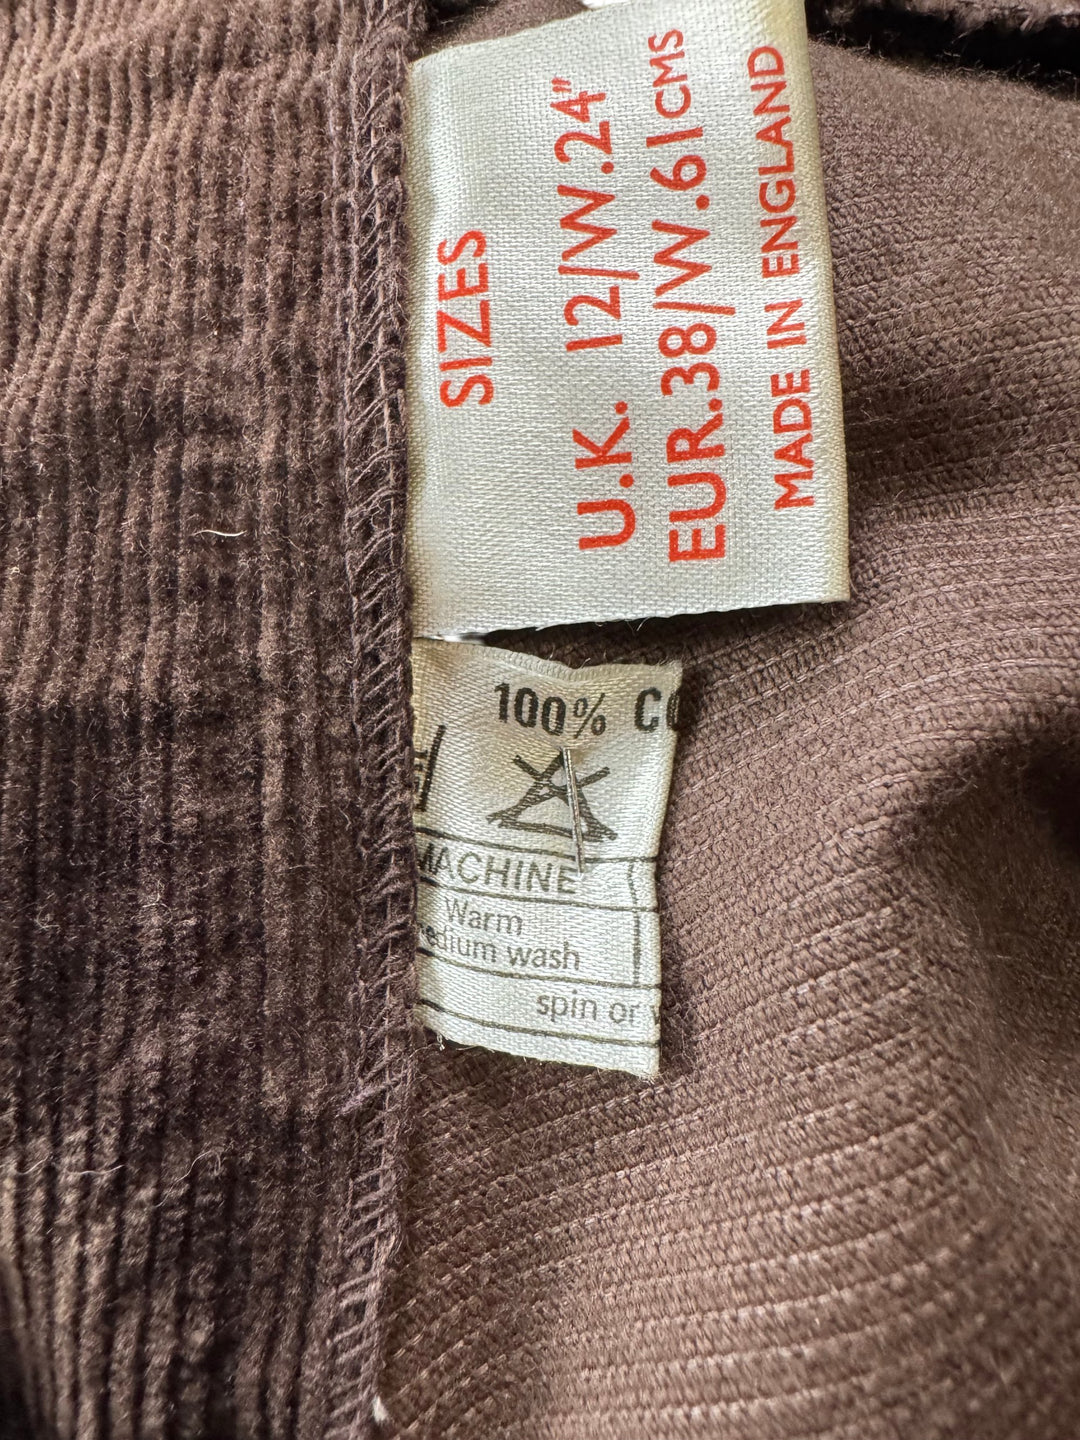 SIZES
U.K. 12/W.24"
EUR.38/W.61CMS
MADE IN ENGLAND
100% CO
MACHINE
Warm
edium wash
spin or